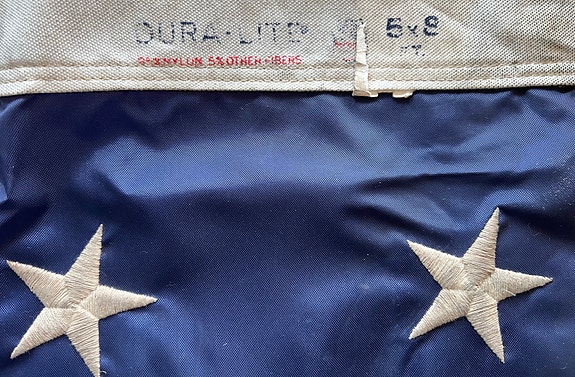 DURA-LITE® 5x8
NYLON 5% OTHER FIBERS FT.